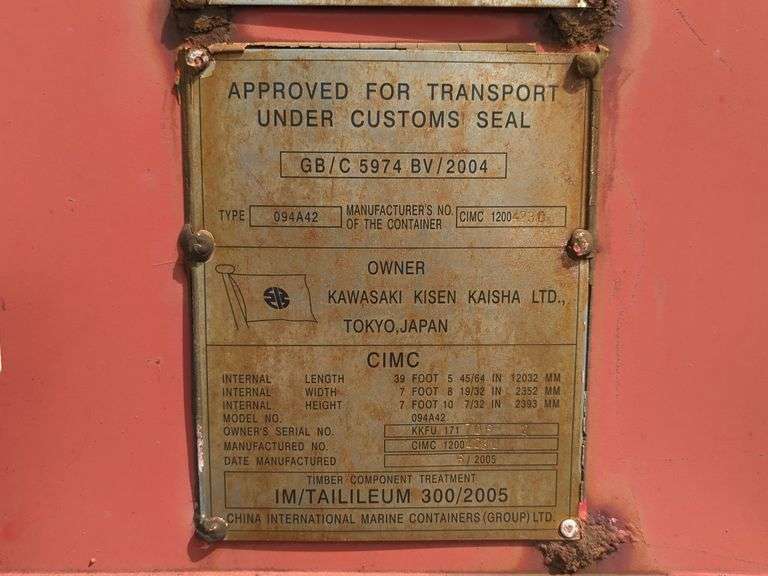 APPROVED FOR TRANSPORT
UNDER CUSTOMS SEAL
GB/C 5974 BV/2004
TYPE 094A42 MANUFACTURER'S NO. OF THE CONTAINER CIMC 1200
OWNER
KAWASAKI KISEN KAISHA LTD.,
TOKYO,JAPAN
CIMC
INTERNAL LENGTH 39 FOOT 5 45/64 IN 12032 MM
INTERNAL WIDTH 7 FOOT 8 19/32 IN 2352 MM
INTERNAL HEIGHT 7 FOOT 10 7/32 IN 2393 MM
MODEL NO. 094A42
OWNER'S SERIAL NO. KKFU 171
MANUFACTURED NO. CIMC 1200
DATE MANUFACTURED /2005
TIMBER COMPONENT TREATMENT
IM/TAILILEUM 300/2005
CHINA INTERNATIONAL MARINE CONTAINERS (GROUP) LTD.